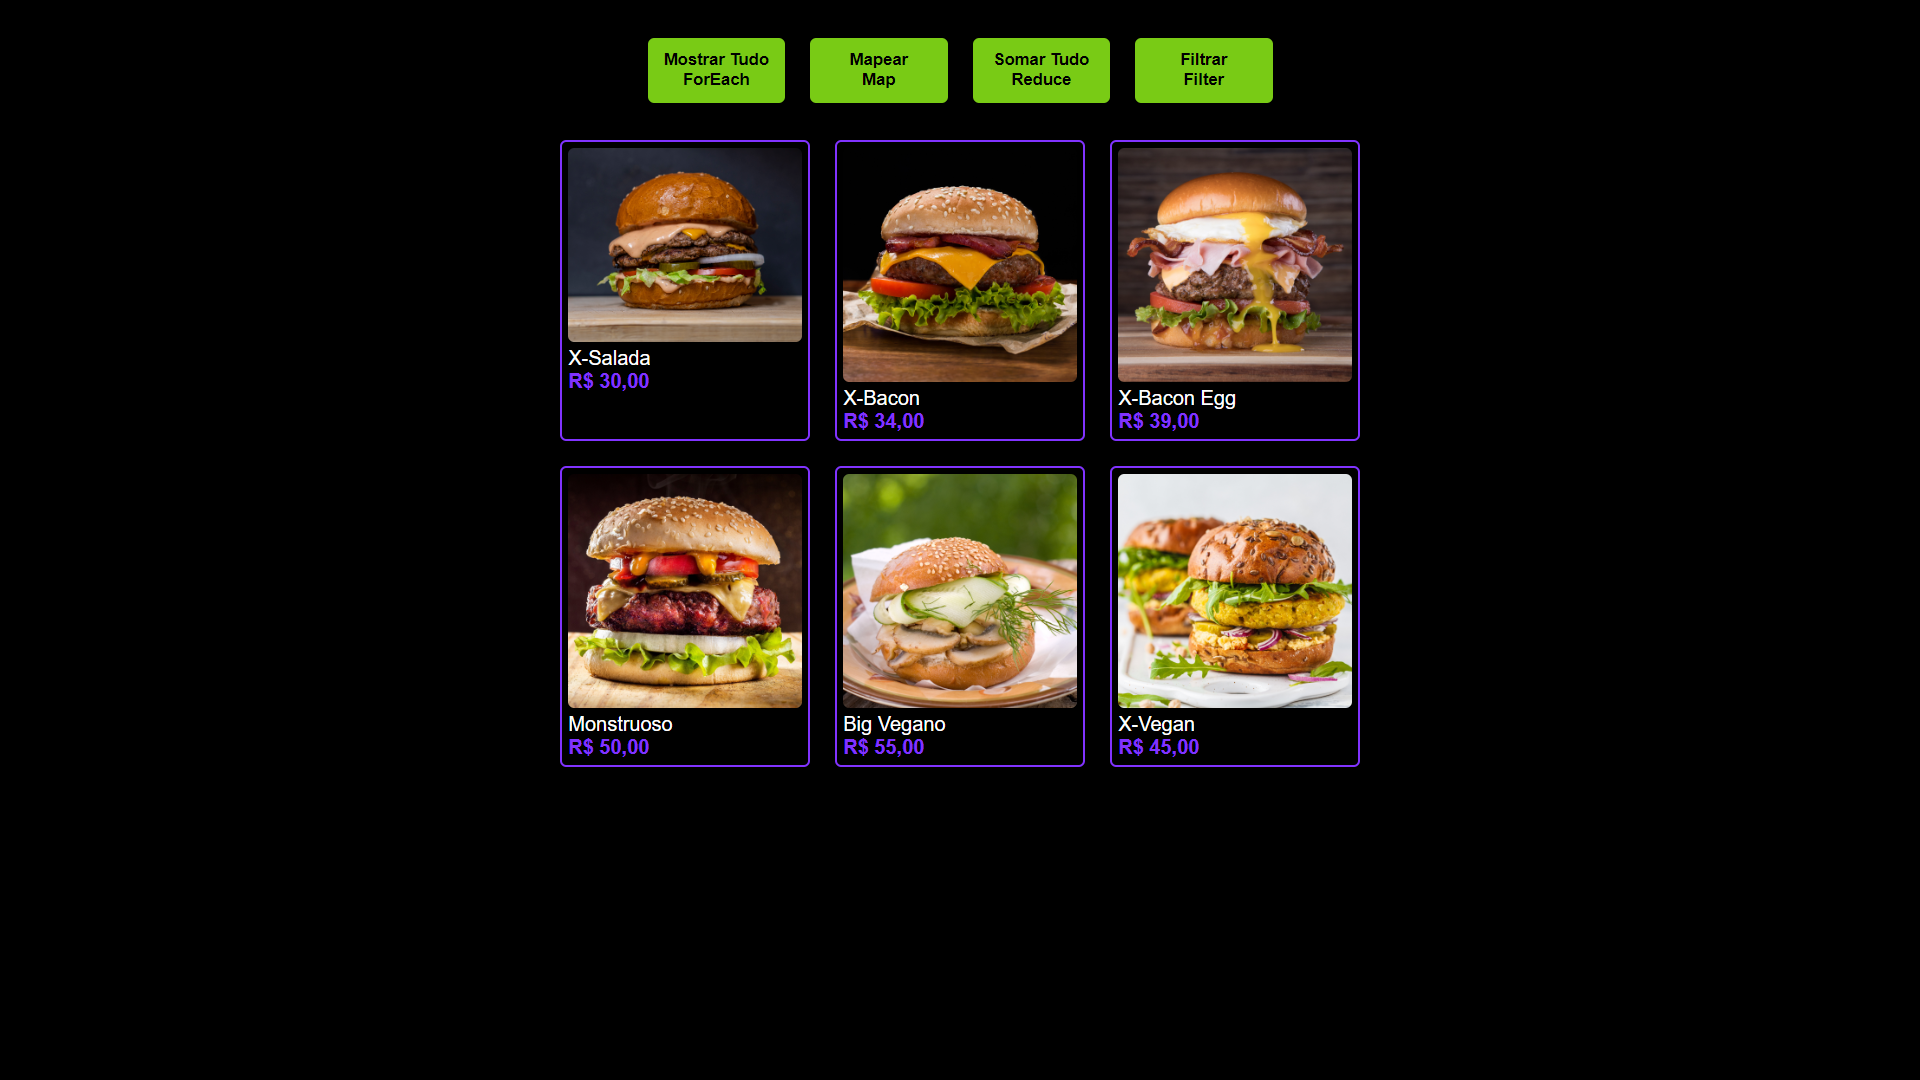 Mostrar Tudo
ForEach
Mapear
Map
Somar Tudo
Reduce
Filtrar
Filter
X-Salada
R$ 30,00
X-Bacon
R$ 34,00
X-Bacon Egg
R$ 39,00
Monstruoso
R$ 50,00
Big Vegano
R$ 55,00
X-Vegan
R$ 45,00